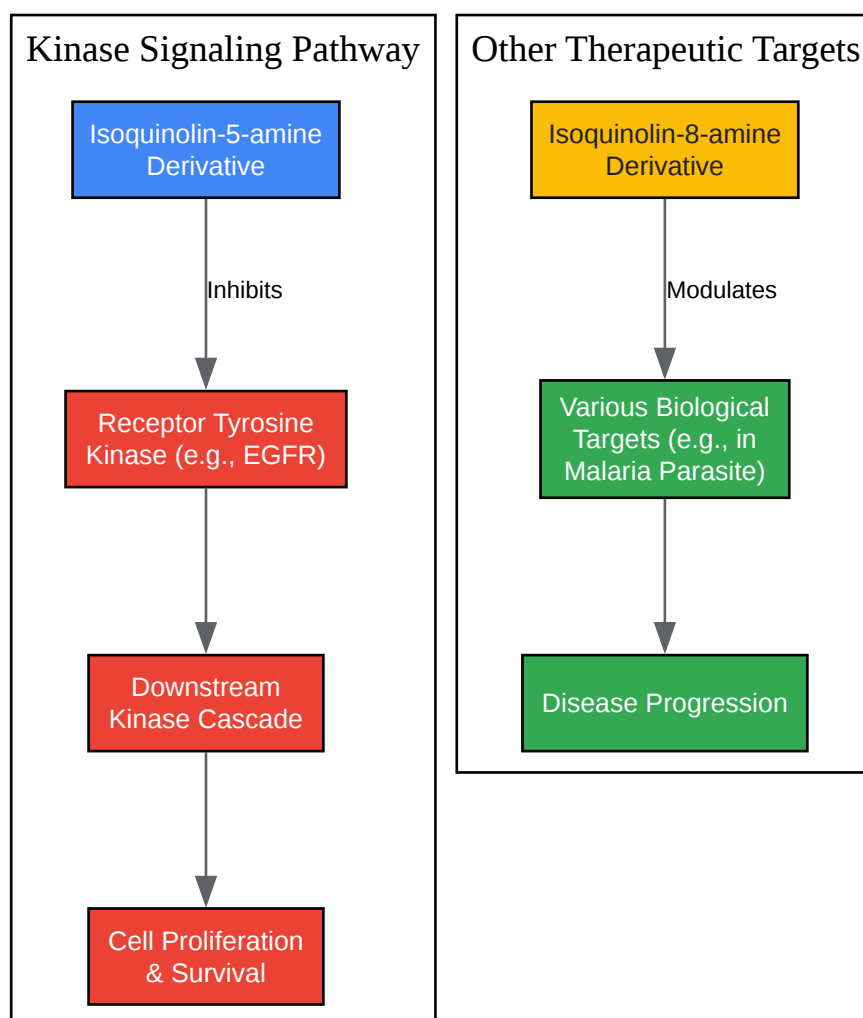 Kinase Signaling Pathway
Isoquinolin-5-amine
Derivative
Inhibits
Receptor Tyrosine
Kinase (e.g., EGFR)
Downstream
Kinase Cascade
Cell Proliferation
& Survival
Other Therapeutic Targets
Isoquinolin-8-amine
Derivative
Modulates
Various Biological
Targets (e.g., in
Malaria Parasite)
Disease Progression